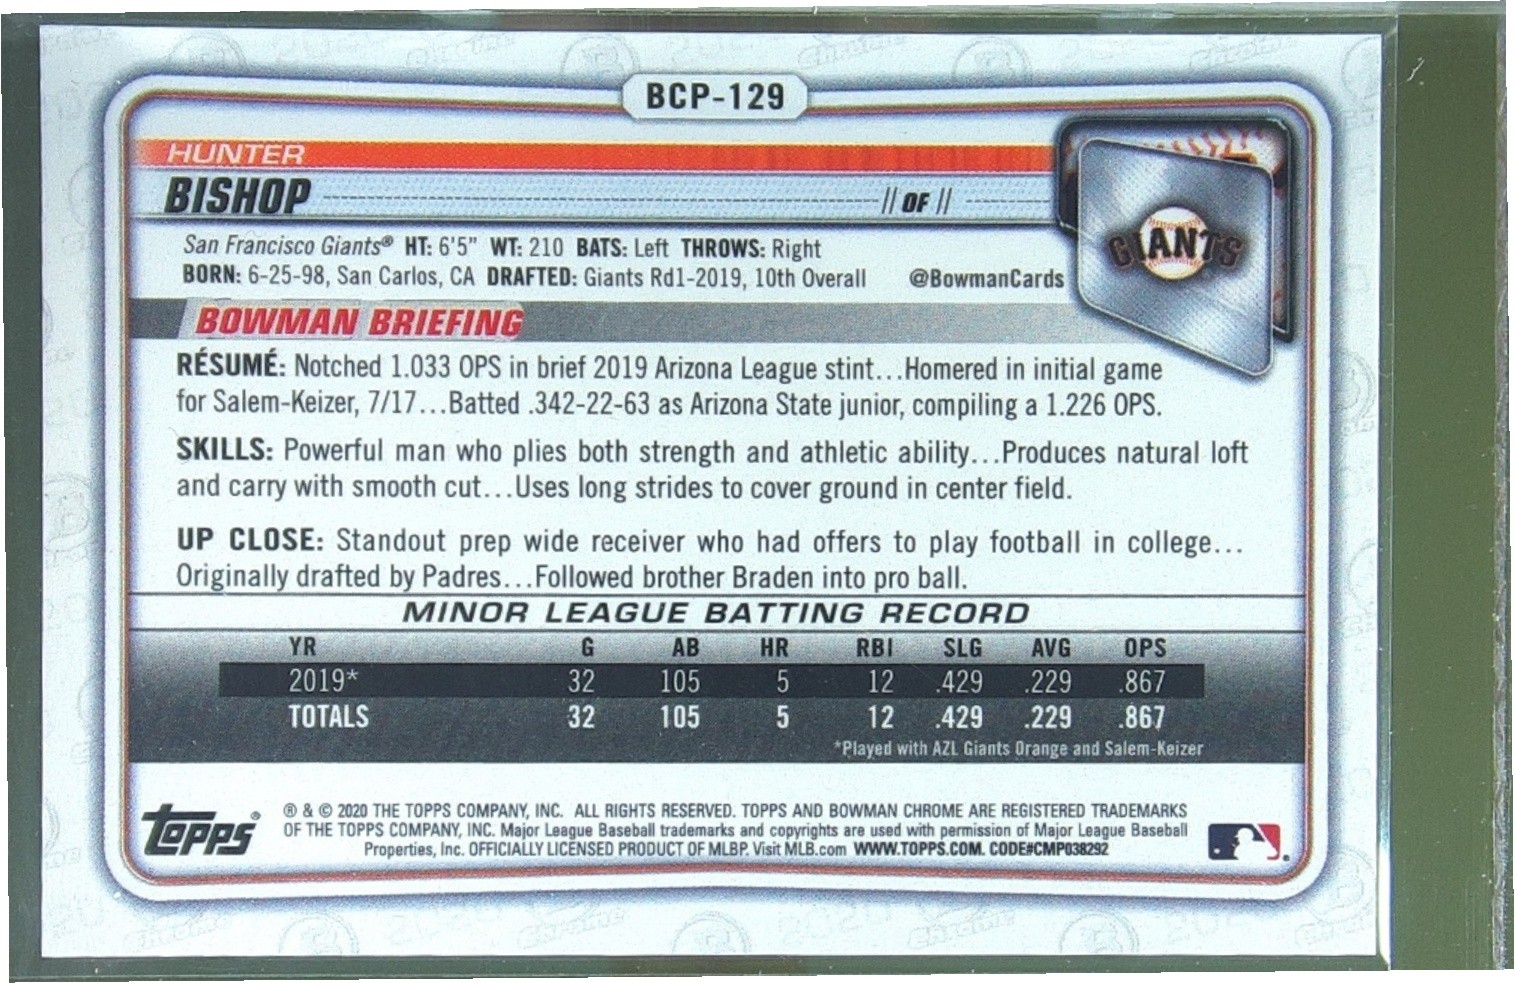 BCP-129
HUNTER
BISHOP // OF //
GIANTS
San Francisco Giants® HT: 6'5" WT: 210 BATS: Left THROWS: Right
BORN: 6-25-98, San Carlos, CA DRAFTED: Giants Rd1-2019, 10th Overall @BowmanCards
BOWMAN BRIEFING
RÉSUMÉ: Notched 1.033 OPS in brief 2019 Arizona League stint...Homered in initial game
for Salem-Keizer, 7/17...Batted .342-22-63 as Arizona State junior, compiling a 1.226 OPS.
SKILLS: Powerful man who plies both strength and athletic ability...Produces natural loft
and carry with smooth cut...Uses long strides to cover ground in center field.
UP CLOSE: Standout prep wide receiver who had offers to play football in college...
Originally drafted by Padres...Followed brother Braden into pro ball.
MINOR LEAGUE BATTING RECORD
YR G AB HR RBI SLG AVG OPS
2019* 32 105 5 12 .429 .229 .867
TOTALS 32 105 5 12 .429 .229 .867
*Played with AZL Giants Orange and Salem-Keizer
Topps®
® & © 2020 THE TOPPS COMPANY, INC. ALL RIGHTS RESERVED. TOPPS AND BOWMAN CHROME ARE REGISTERED TRADEMARKS
OF THE TOPPS COMPANY, INC. Major League Baseball trademarks and copyrights are used with permission of Major League Baseball
Properties, Inc. OFFICIALLY LICENSED PRODUCT OF MLBP. Visit MLB.com WWW.TOPPS.COM. CODE#CMP038292